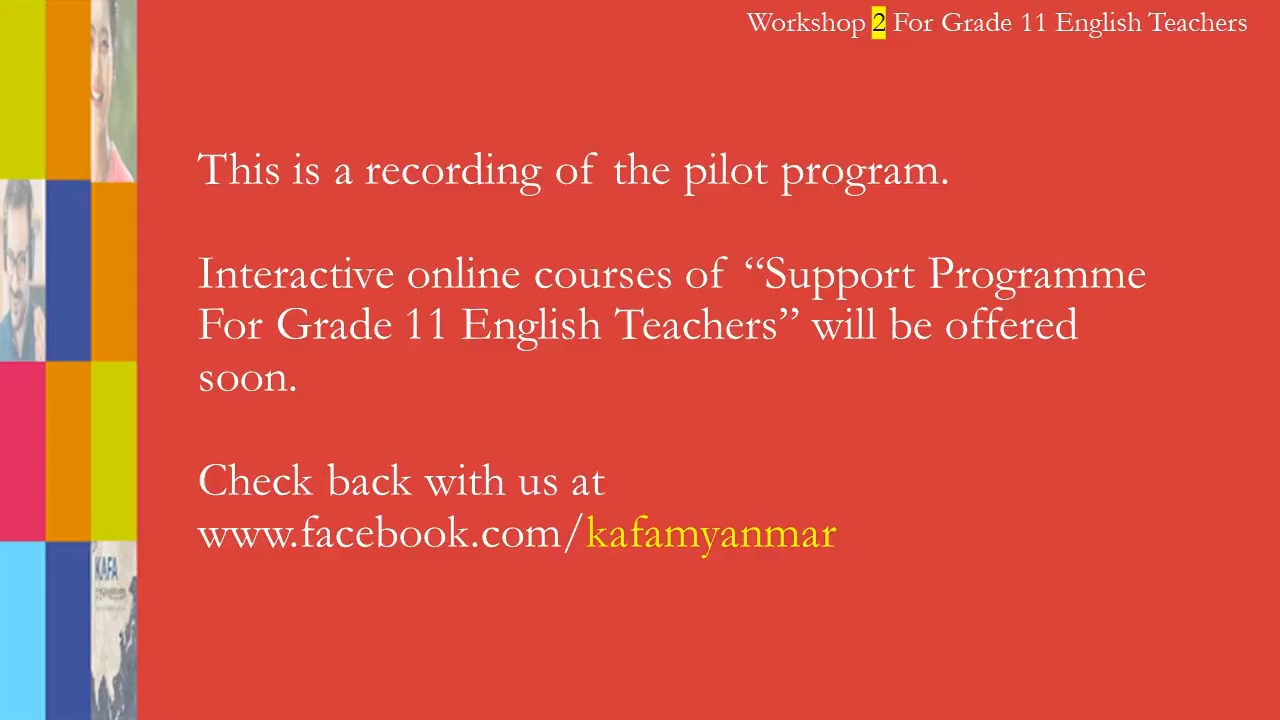 Workshop 2 For Grade 11 English Teachers
This is a recording of the pilot program.
Interactive online courses of “Support Programme
For Grade 11 English Teachers” will be offered
soon.
Check back with us at
www.facebook.com/kafamyanmar
KAFA